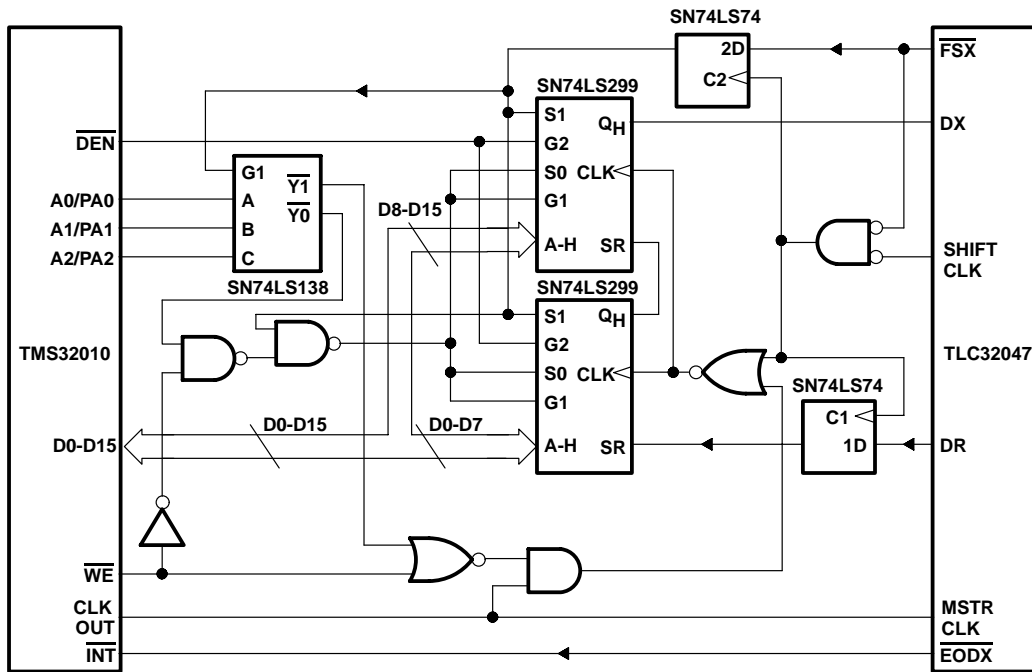 SN74LS74
2D
C2
FSX
SN74LS299
S1
QH
DX
DEN
G2
G1
Y1
S0
CLK
A0/PA0
A
Y0
G1
D8-D15
A1/PA1
B
A-H
SR
SHIFT
CLK
A2/PA2
C
SN74LS138
SN74LS299
S1
QH
G2
TMS32010
TLC32047
S0
CLK
SN74LS74
G1
C1
D0-D15
D0-D15
D0-D7
A-H
SR
1D
DR
WE
CLK
OUT
MSTR
CLK
INT
EODX